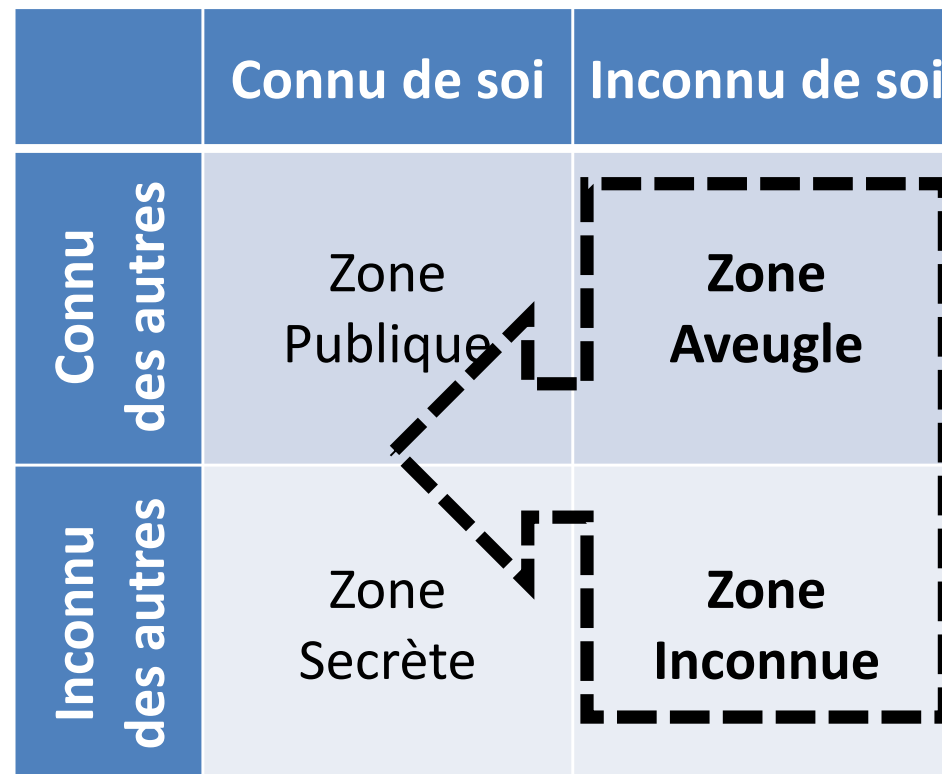 Connu de soi
Inconnu de soi
Connu
des autres
Zone
Publique
Zone
Aveugle
Inconnu
des autres
Zone
Secrète
Zone
Inconnue